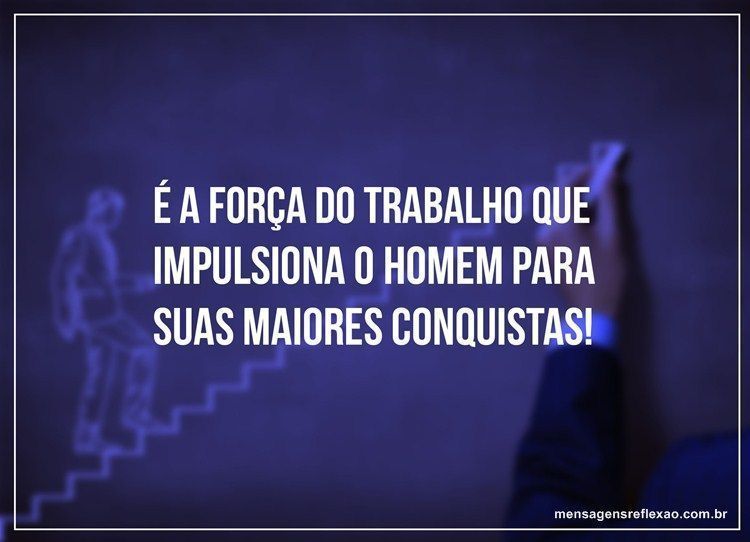 É A FORÇA DO TRABALHO QUE
IMPULSIONA O HOMEM PARA
SUAS MAIORES CONQUISTAS!
mensagensreflexao.com.br